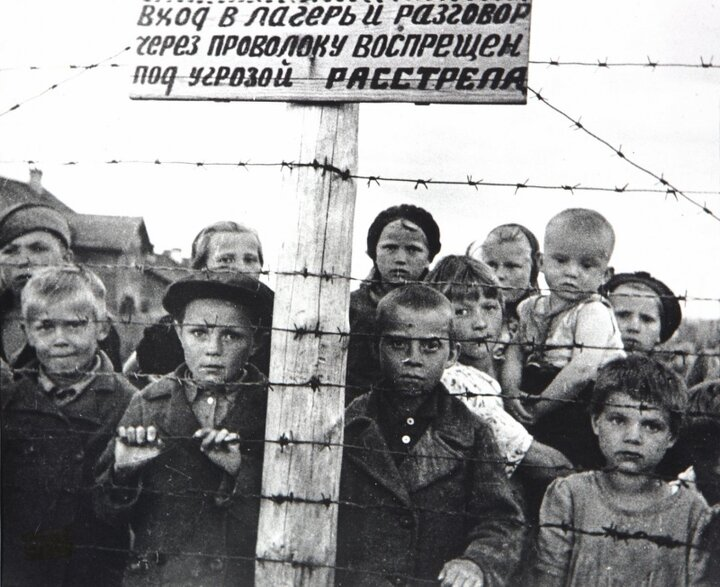 Вход в лагерь и разговор
через проволоку воспрещен
под угрозой расстрела